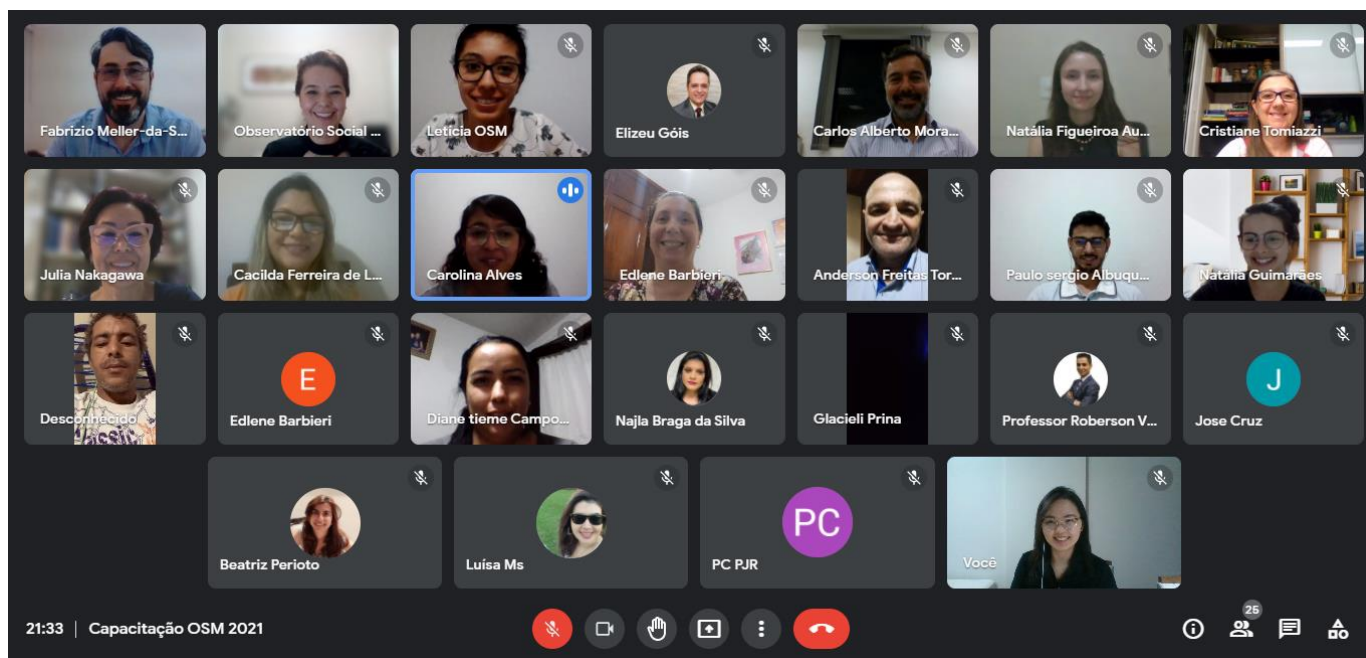 Fabrizio Meller-da-S...
Observatório Social ...
Letícia OSM
Elizeu Góis
Carlos Alberto Mora...
Natália Figueiroa Au...
Cristiane Tomiazzi
Julia Nakagawa
Cacilda Ferreira de L...
Carolina Alves
Edlene Barbieri
Anderson Freitas Tor...
Paulo sergio Albuqu...
Natália Guimarães
Desconhecido
E
Edlene Barbieri
Diane tieme Campo...
Najla Braga da Silva
Glacieli Prina
Professor Roberson V...
J
Jose Cruz
Beatriz Perioto
Luísa Ms
PC
PC PJR
Você
21:33 | Capacitação OSM 2021
25